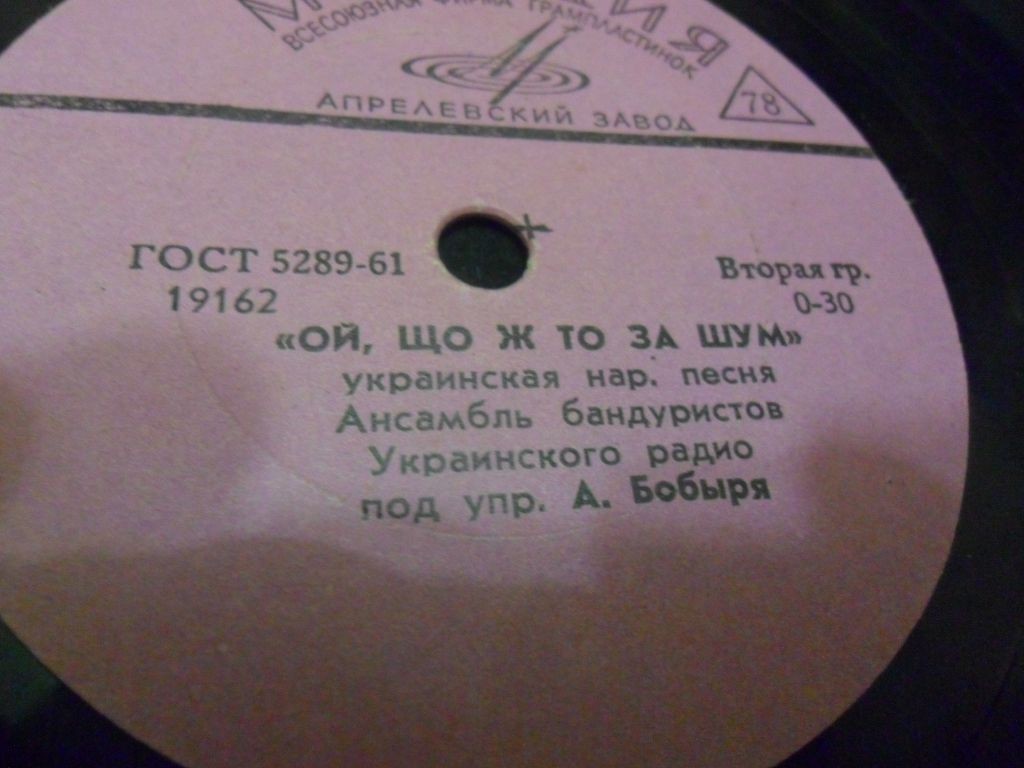 ВСЕСОЮЗНАЯ ФИРМА ГРАМПЛАСТИНОК
АПРЕЛЕВСКИЙ ЗАВОД
78
ГОСТ 5289-61
Вторая гр.
19162
0-30
«ОЙ, ЩО Ж ТО ЗА ШУМ»
украинская нар. песня
Ансамбль бандуристов
Украинского радио
под упр. А. Бобыря